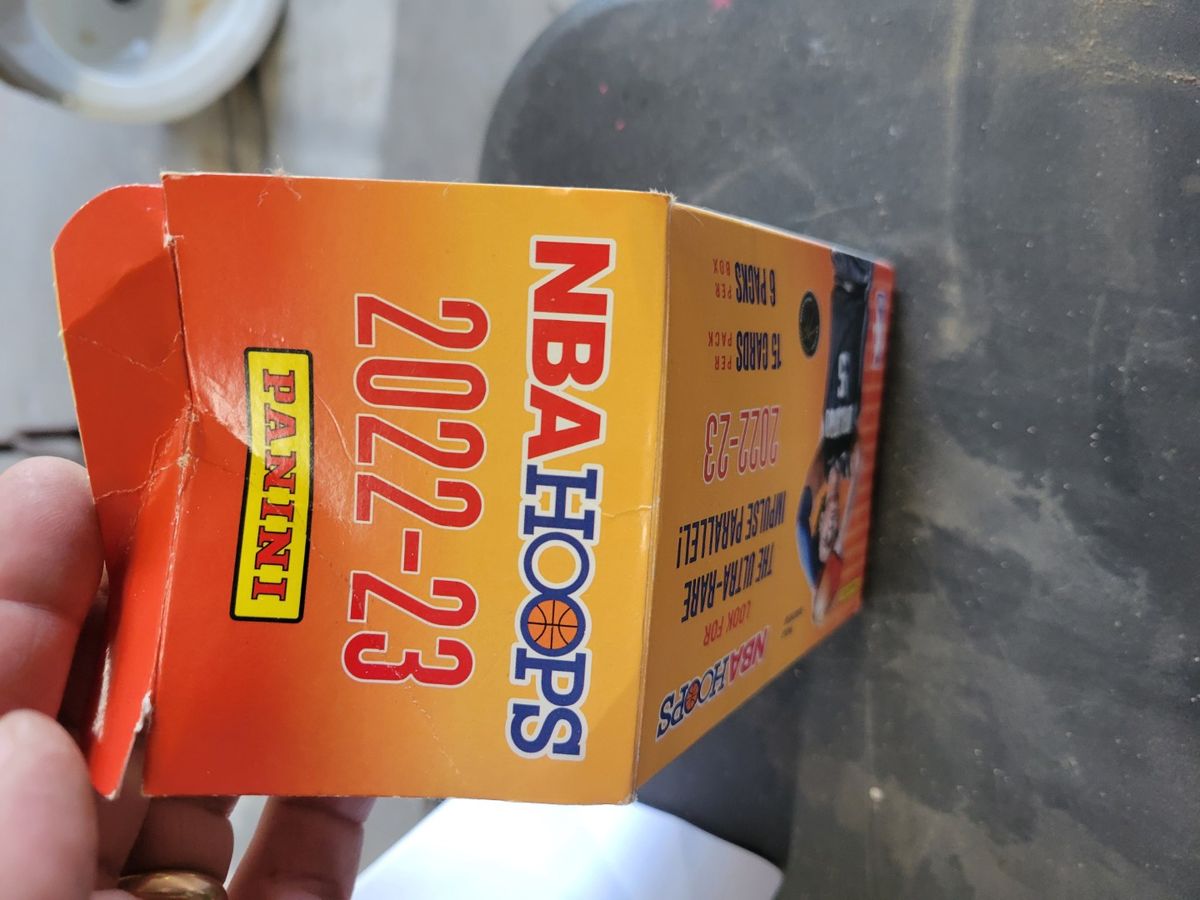 NBA HOOPS
2022-23
PANINI
NBA HOOPS
LOOK FOR
THE ULTRA-RARE
IMPULSE PARALLEL!
2022-23
15 CARDS PER PACK
6 PACKS PER BOX
5